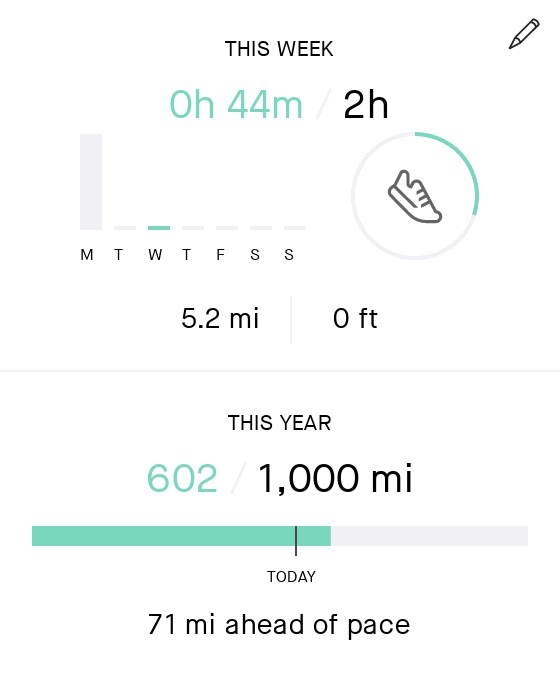 THIS WEEK
0h 44m / 2h
M T W T F S S
5.2 mi 0 ft
THIS YEAR
602 / 1,000 mi
TODAY
71 mi ahead of pace